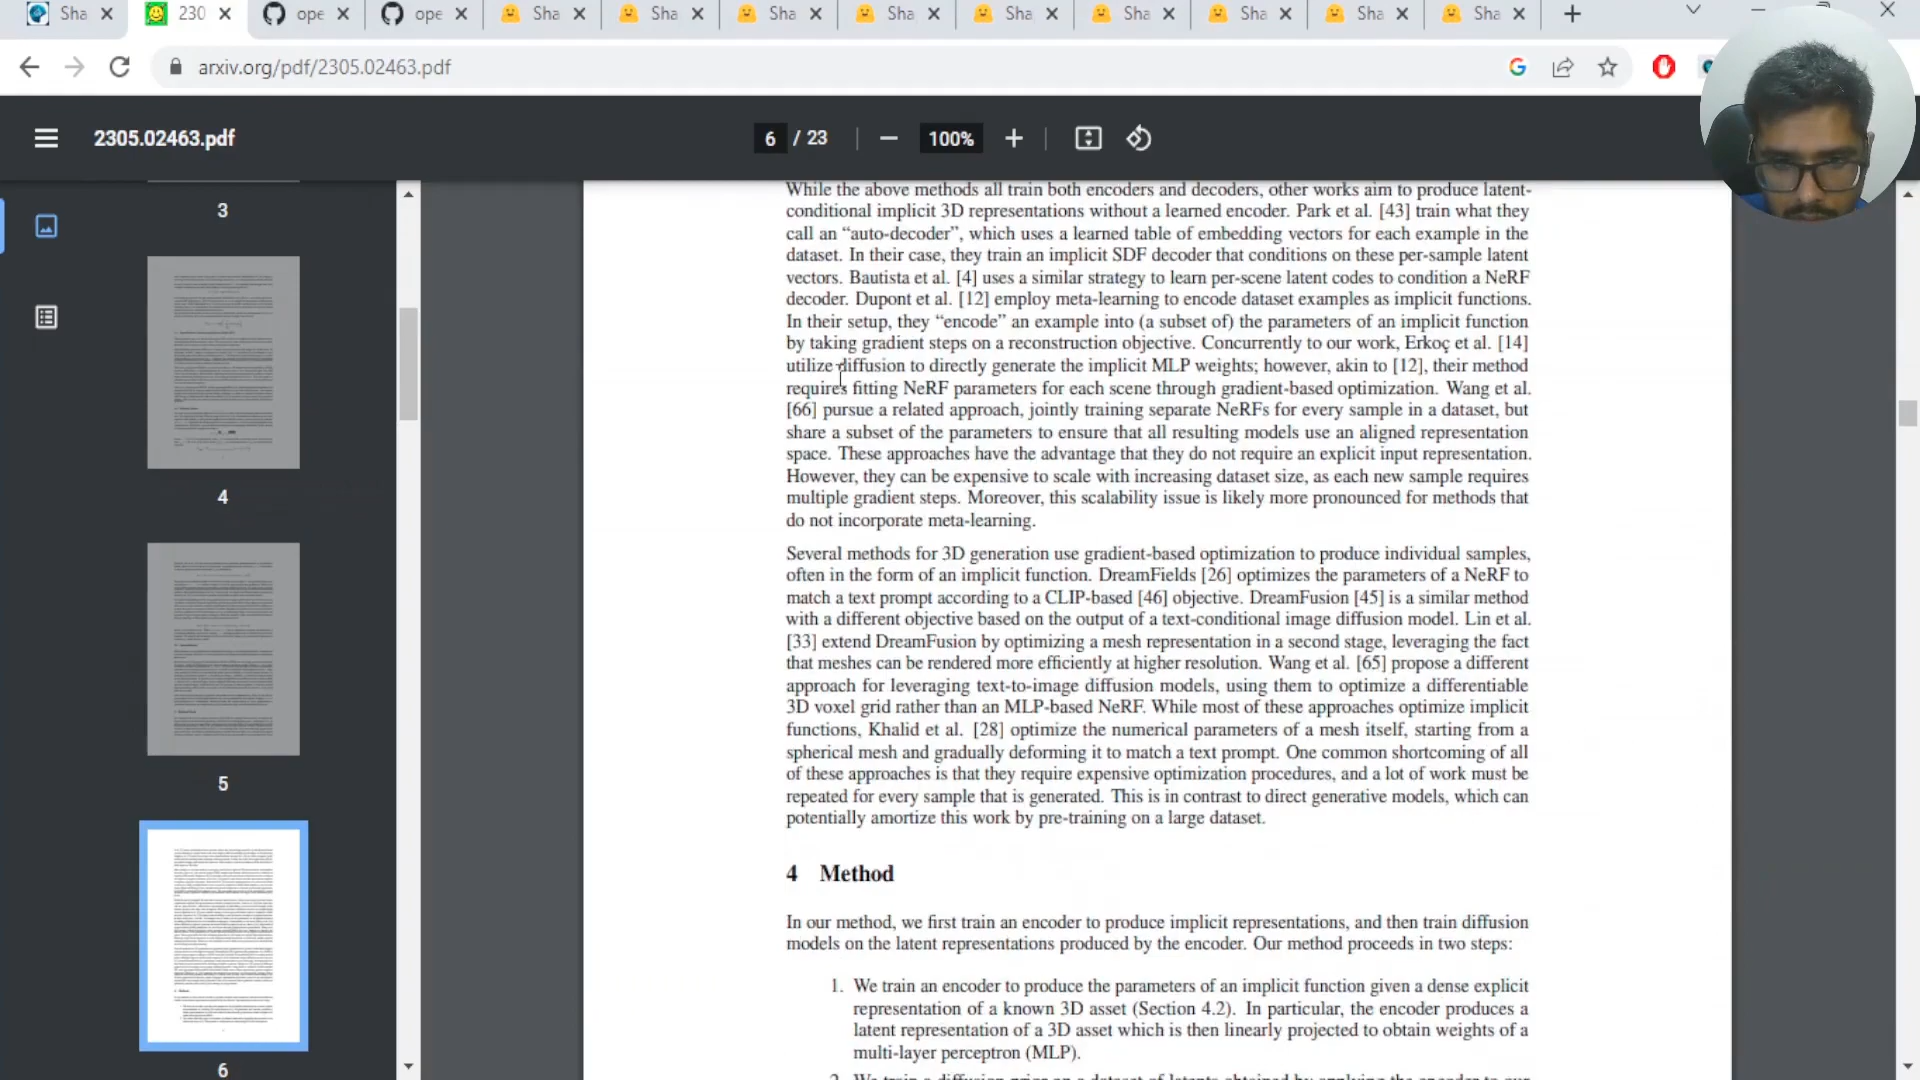 Sha
230
ope
ope
Sha
Sha
Sha
Sha
Sha
Sha
Sha
Sha
Sha
arxiv.org/pdf/2305.02463.pdf
2305.02463.pdf
6 / 23
100%
3
4
5
6
While the above methods all train both encoders and decoders, other works aim to produce latent-
conditional implicit 3D representations without a learned encoder. Park et al. [43] train what they
call an “auto-decoder”, which uses a learned table of embedding vectors for each example in the
dataset. In their case, they train an implicit SDF decoder that conditions on these per-sample latent
vectors. Bautista et al. [4] uses a similar strategy to learn per-scene latent codes to condition a NeRF
decoder. Dupont et al. [12] employ meta-learning to encode dataset examples as implicit functions.
In their setup, they “encode” an example into (a subset of) the parameters of an implicit function
by taking gradient steps on a reconstruction objective. Concurrently to our work, Erkoç et al. [14]
utilize diffusion to directly generate the implicit MLP weights; however, akin to [12], their method
requires fitting NeRF parameters for each scene through gradient-based optimization. Wang et al.
[66] pursue a related approach, jointly training separate NeRFs for every sample in a dataset, but
share a subset of the parameters to ensure that all resulting models use an aligned representation
space. These approaches have the advantage that they do not require an explicit input representation.
However, they can be expensive to scale with increasing dataset size, as each new sample requires
multiple gradient steps. Moreover, this scalability issue is likely more pronounced for methods that
do not incorporate meta-learning.
Several methods for 3D generation use gradient-based optimization to produce individual samples,
often in the form of an implicit function. DreamFields [26] optimizes the parameters of a NeRF to
match a text prompt according to a CLIP-based [46] objective. DreamFusion [45] is a similar method
with a different objective based on the output of a text-conditional image diffusion model. Lin et al.
[33] extend DreamFusion by optimizing a mesh representation in a second stage, leveraging the fact
that meshes can be rendered more efficiently at higher resolution. Wang et al. [65] propose a different
approach for leveraging text-to-image diffusion models, using them to optimize a differentiable
3D voxel grid rather than an MLP-based NeRF. While most of these approaches optimize implicit
functions, Khalid et al. [28] optimize the numerical parameters of a mesh itself, starting from a
spherical mesh and gradually deforming it to match a text prompt. One common shortcoming of all
of these approaches is that they require expensive optimization procedures, and a lot of work must be
repeated for every sample that is generated. This is in contrast to direct generative models, which can
potentially amortize this work by pre-training on a large dataset.
4 Method
In our method, we first train an encoder to produce implicit representations, and then train diffusion
models on the latent representations produced by the encoder. Our method proceeds in two steps:
1. We train an encoder to produce the parameters of an implicit function given a dense explicit
representation of a known 3D asset (Section 4.2). In particular, the encoder produces a
latent representation of a 3D asset which is then linearly projected to obtain weights of a
multi-layer perceptron (MLP).